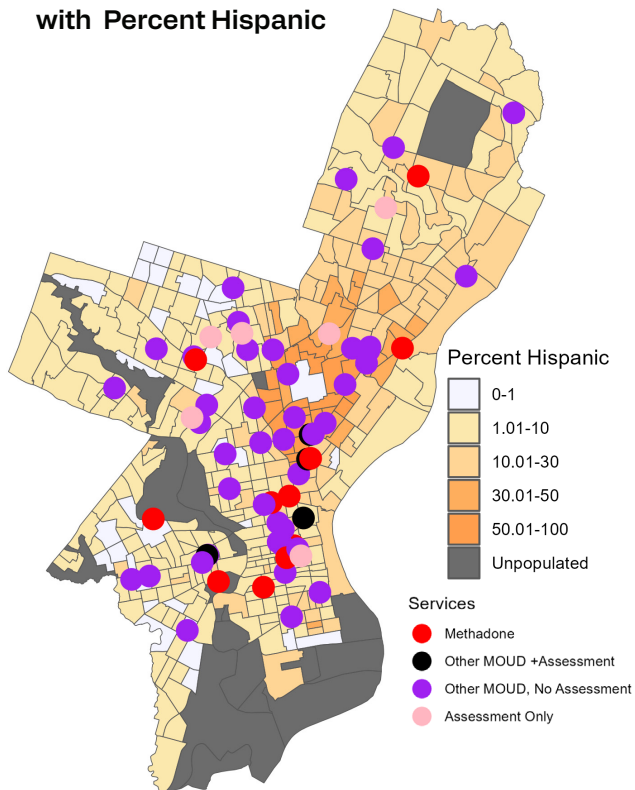 with Percent Hispanic
Percent Hispanic
0-1
1.01-10
10.01-30
30.01-50
50.01-100
Unpopulated
Services
Methadone
Other MOUD +Assessment
Other MOUD, No Assessment
Assessment Only